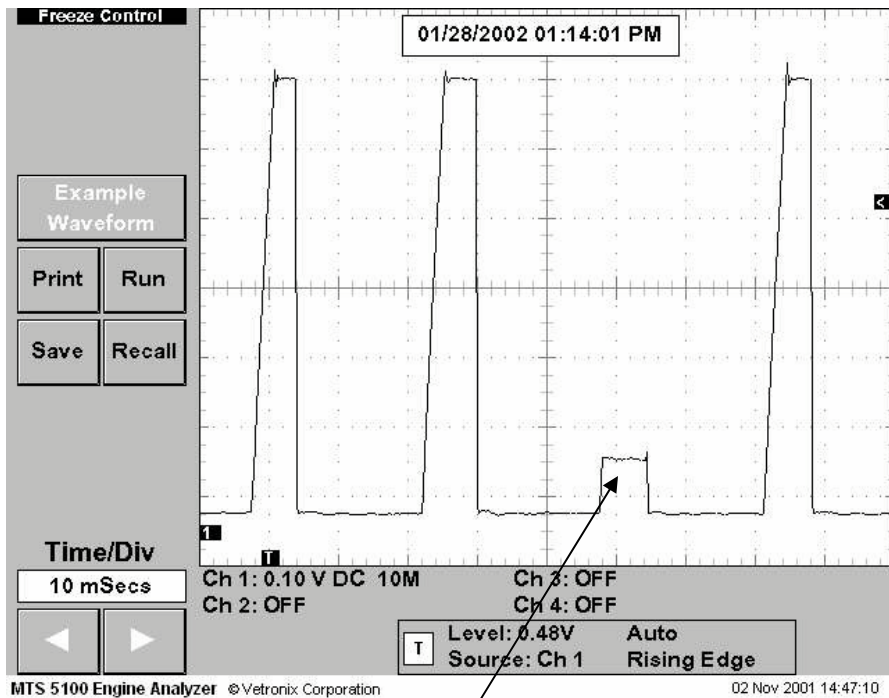 Freeze Control
01/28/2002 01:14:01 PM
Example
Waveform
Print
Run
Save
Recall
<
1
T
Time/Div
10 mSecs
Ch 1: 0.10 V DC 10M
Ch 3: OFF
Ch 2: OFF
Ch 4: OFF
T
Level: 0.48V Auto
Source: Ch 1 Rising Edge
MTS 5100 Engine Analyzer © Vetronix Corporation
02 Nov 2001 14:47:10